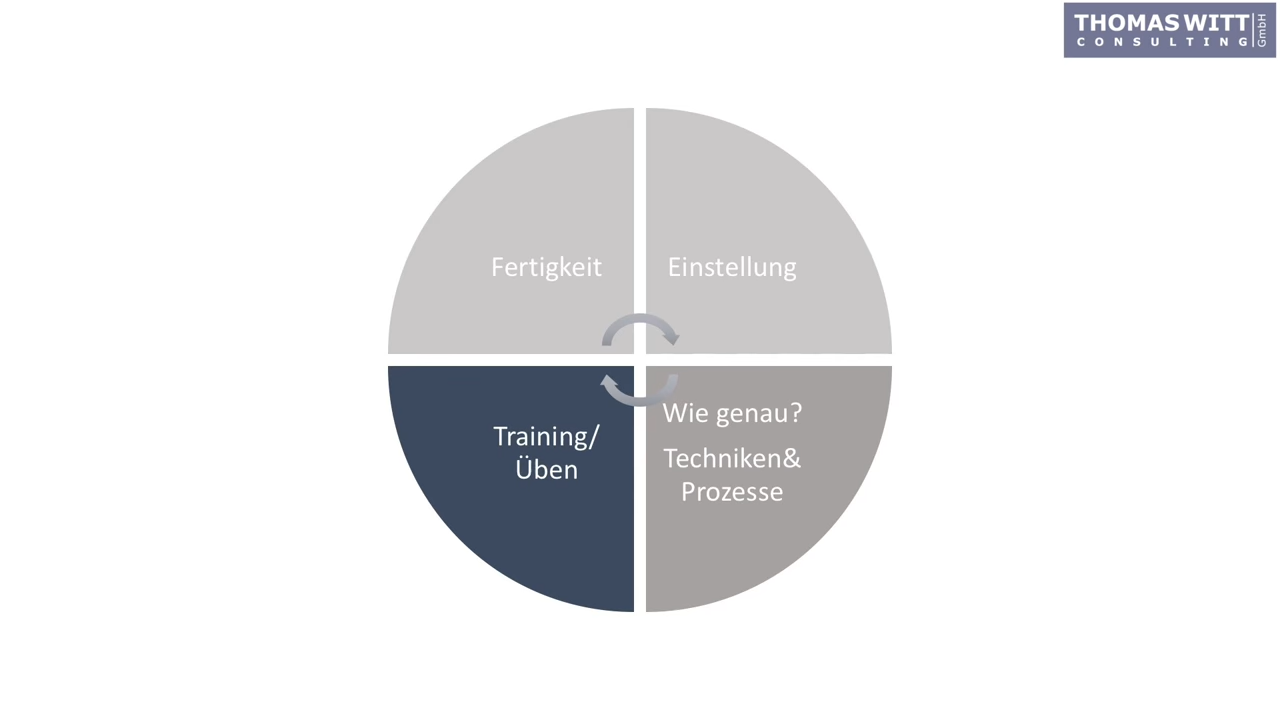 THOMAS WITT
CONSULTING
GmbH
Fertigkeit
Einstellung
Training/
Üben
Wie genau?
Techniken&
Prozesse